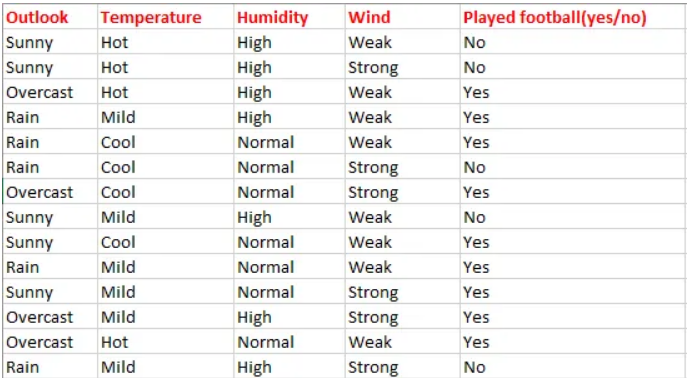 Outlook Temperature Humidity Wind Played football(yes/no)
Sunny Hot High Weak No
Sunny Hot High Strong No
Overcast Hot High Weak Yes
Rain Mild High Weak Yes
Rain Cool Normal Weak Yes
Rain Cool Normal Strong No
Overcast Cool Normal Strong Yes
Sunny Mild High Weak No
Sunny Cool Normal Weak Yes
Rain Mild Normal Weak Yes
Sunny Mild Normal Strong Yes
Overcast Mild High Strong Yes
Overcast Hot Normal Weak Yes
Rain Mild High Strong No